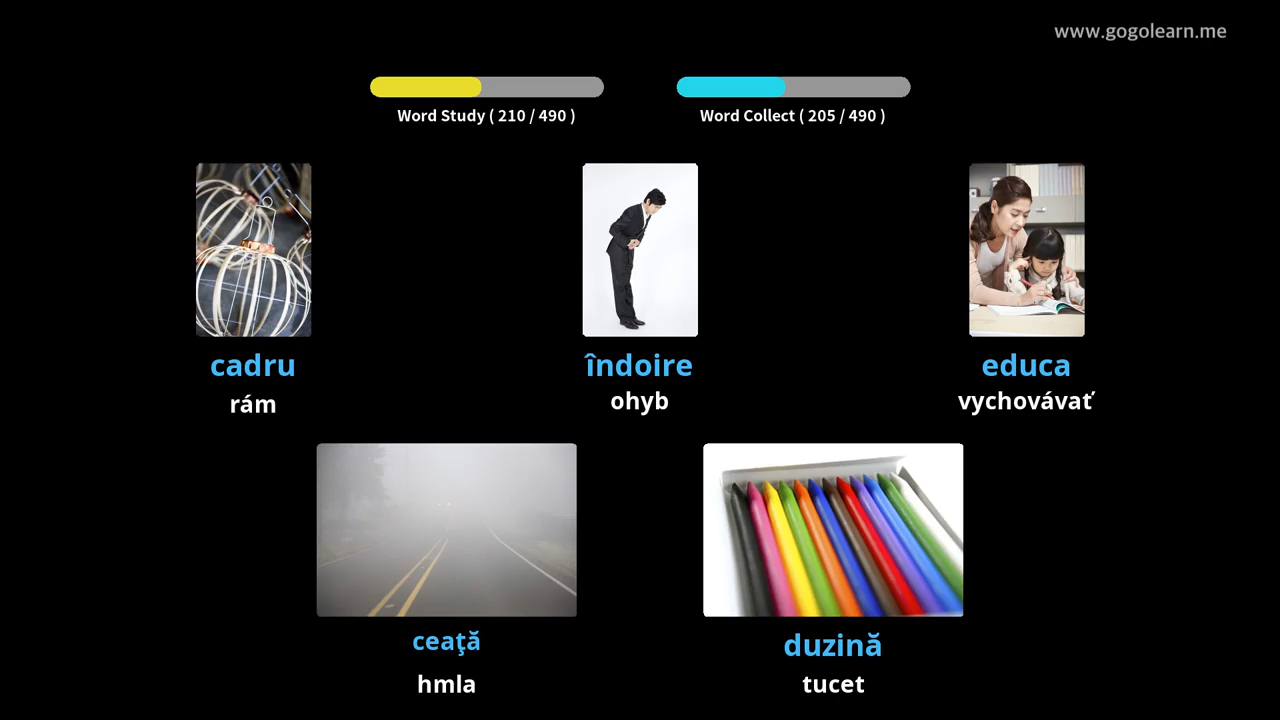 www.gogolearn.me
Word Study ( 210 / 490 )
Word Collect ( 205 / 490 )
cadru
rám
îndoire
ohyb
educa
vychovávať
ceaţă
hmla
duzină
tucet